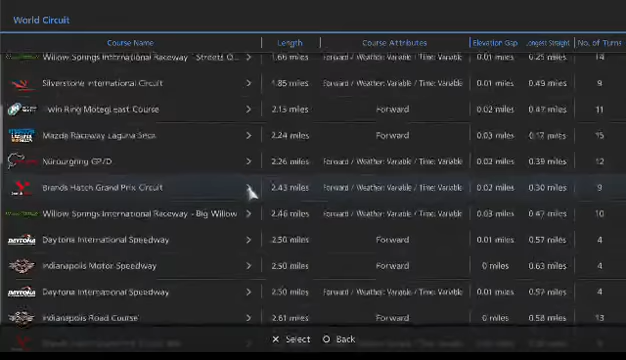 World Circuit
Course Name Length Course Attributes Elevation Gap Longest Straight No. of Turns
Willow Springs International Raceway - Streets O... 1.66 miles Forward / Weather Variable / Time Variable 0.01 miles 0.25 miles 14
Silverstone International Circuit 1.85 miles Forward / Weather Variable / Time Variable 0.01 miles 0.49 miles 9
Twin Ring Motegi East Course 2.13 miles Forward 0.02 miles 0.47 miles 11
Mazda Raceway Laguna Seca 2.24 miles Forward 0.03 miles 0.17 miles 15
Nürburgring GP/D 2.26 miles Forward / Weather Variable / Time Variable 0.02 miles 0.39 miles 12
Brands Hatch Grand Prix Circuit 2.43 miles Forward / Weather Variable / Time Variable 0.02 miles 0.30 miles 9
Willow Springs International Raceway - Big Willow 2.46 miles Forward / Weather Variable / Time Variable 0.03 miles 0.47 miles 10
DAYTONA Daytona International Speedway 2.50 miles Forward 0.01 miles 0.57 miles 4
Indianapolis Motor Speedway 2.50 miles Forward 0 miles 0.63 miles 4
DAYTONA Daytona International Speedway 2.50 miles Forward / Weather Variable / Time Variable 0.01 miles 0.57 miles 4
Indianapolis Road Course 2.61 miles Forward 0 miles 0.58 miles 13
Select Back